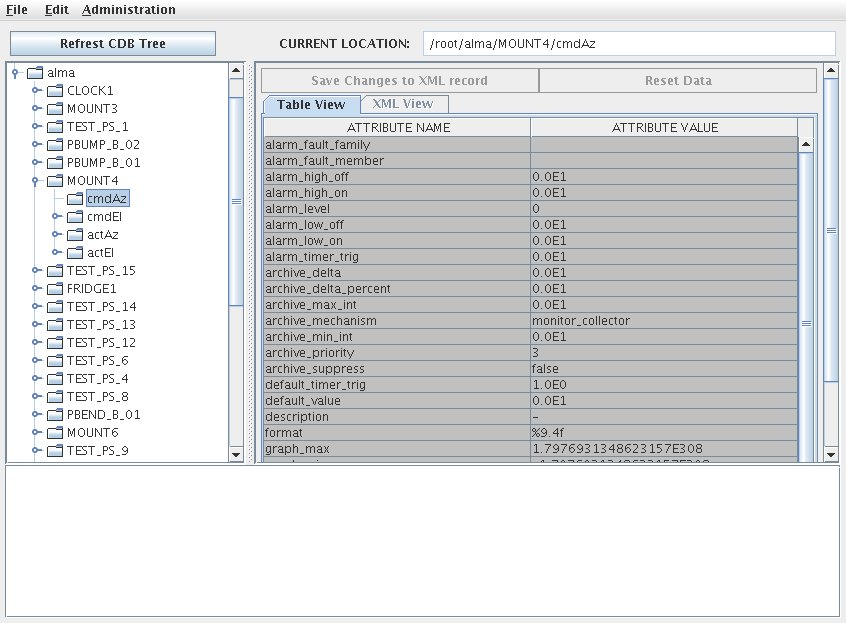 File Edit Administration
Refrest CDB Tree
CURRENT LOCATION: /root/alma/MOUNT4/cmdAz
alma
CLOCK1
MOUNT3
TEST_PS_1
PBUMP_B_02
PBUMP_B_01
MOUNT4
cmdAz
cmdEl
actAz
actEl
TEST_PS_15
FRIDGE1
TEST_PS_14
TEST_PS_13
TEST_PS_12
TEST_PS_6
TEST_PS_4
TEST_PS_8
PBEND_B_01
MOUNT6
TEST_PS_9
Save Changes to XML record Reset Data
Table View XML View
ATTRIBUTE NAME ATTRIBUTE VALUE
alarm_fault_family
alarm_fault_member
alarm_high_off 0.0E1
alarm_high_on 0.0E1
alarm_level 0
alarm_low_off 0.0E1
alarm_low_on 0.0E1
alarm_timer_trig 0.0E1
archive_delta 0.0E1
archive_delta_percent 0.0E1
archive_max_int 0.0E1
archive_mechanism monitor_collector
archive_min_int 0.0E1
archive_priority 3
archive_suppress false
default_timer_trig 1.0E0
default_value 0.0E1
description -
format %9.4f
graph_max 1.7976931348623157E308